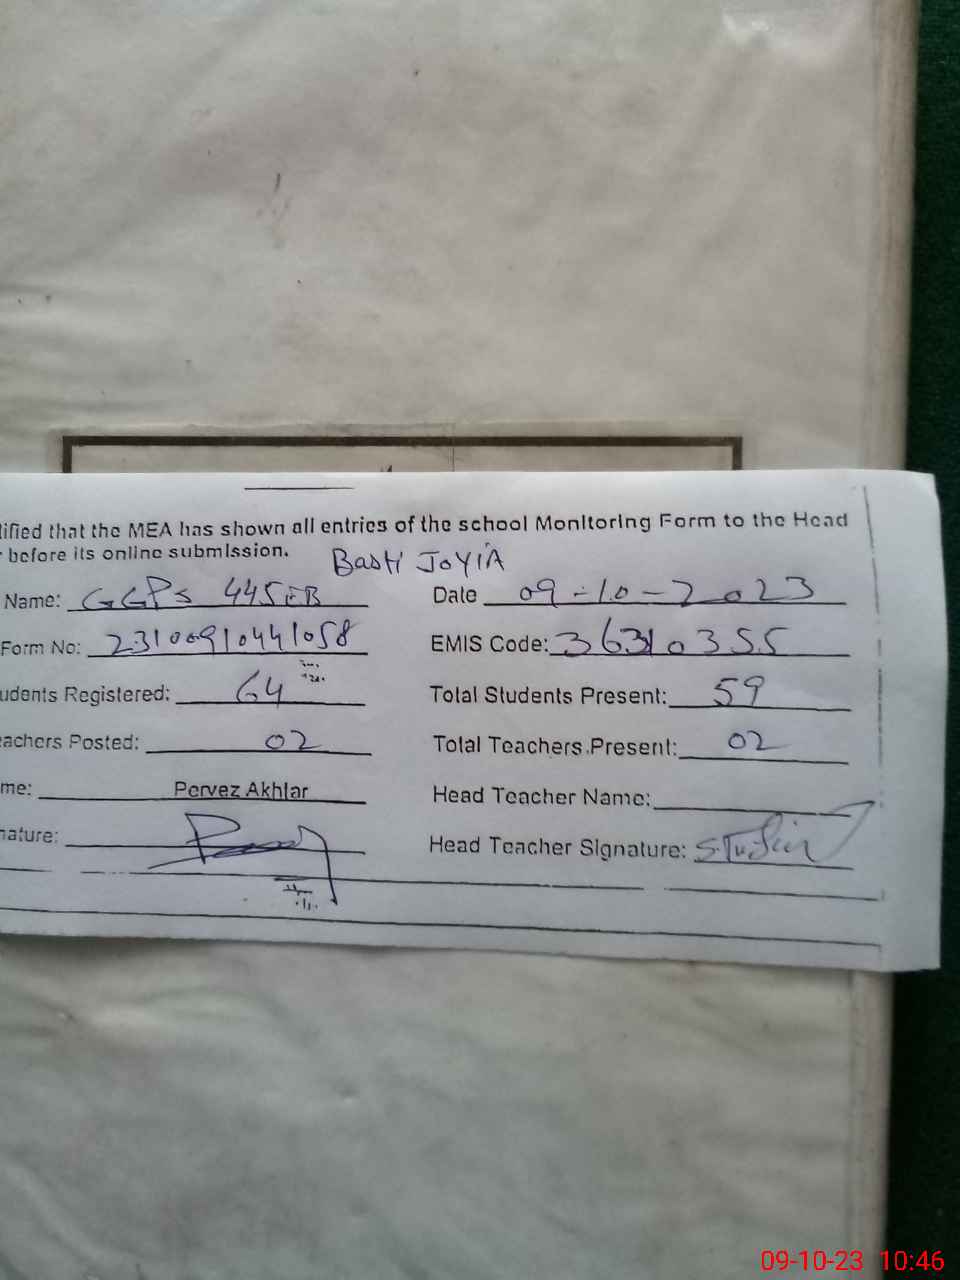 ified that the MEA has shown all entries of the school Monitoring Form to the Head
r before its online submission. Basti JoyiA
Name: GGPS 445EB Date 09-10-2023
Form No: 23100910441058 EMIS Code: 36310355
udents Registered: 64 Total Students Present: 59
eachers Posted: 02 Total Teachers Present: 02
me: Pervez Akhtar Head Teacher Name:
nature: Head Teacher Signature:
09-10-23 10:46